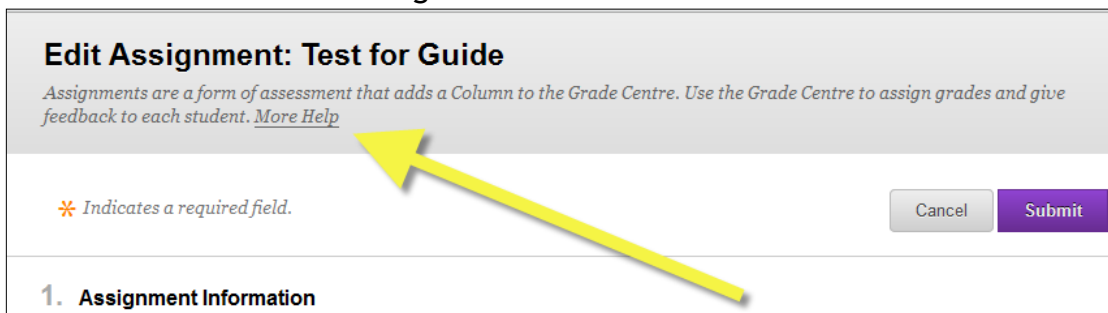 Edit Assignment: Test for Guide
Assignments are a form of assessment that adds a Column to the Grade Centre. Use the Grade Centre to assign grades and give
feedback to each student. More Help
* Indicates a required field.
Cancel Submit
1. Assignment Information